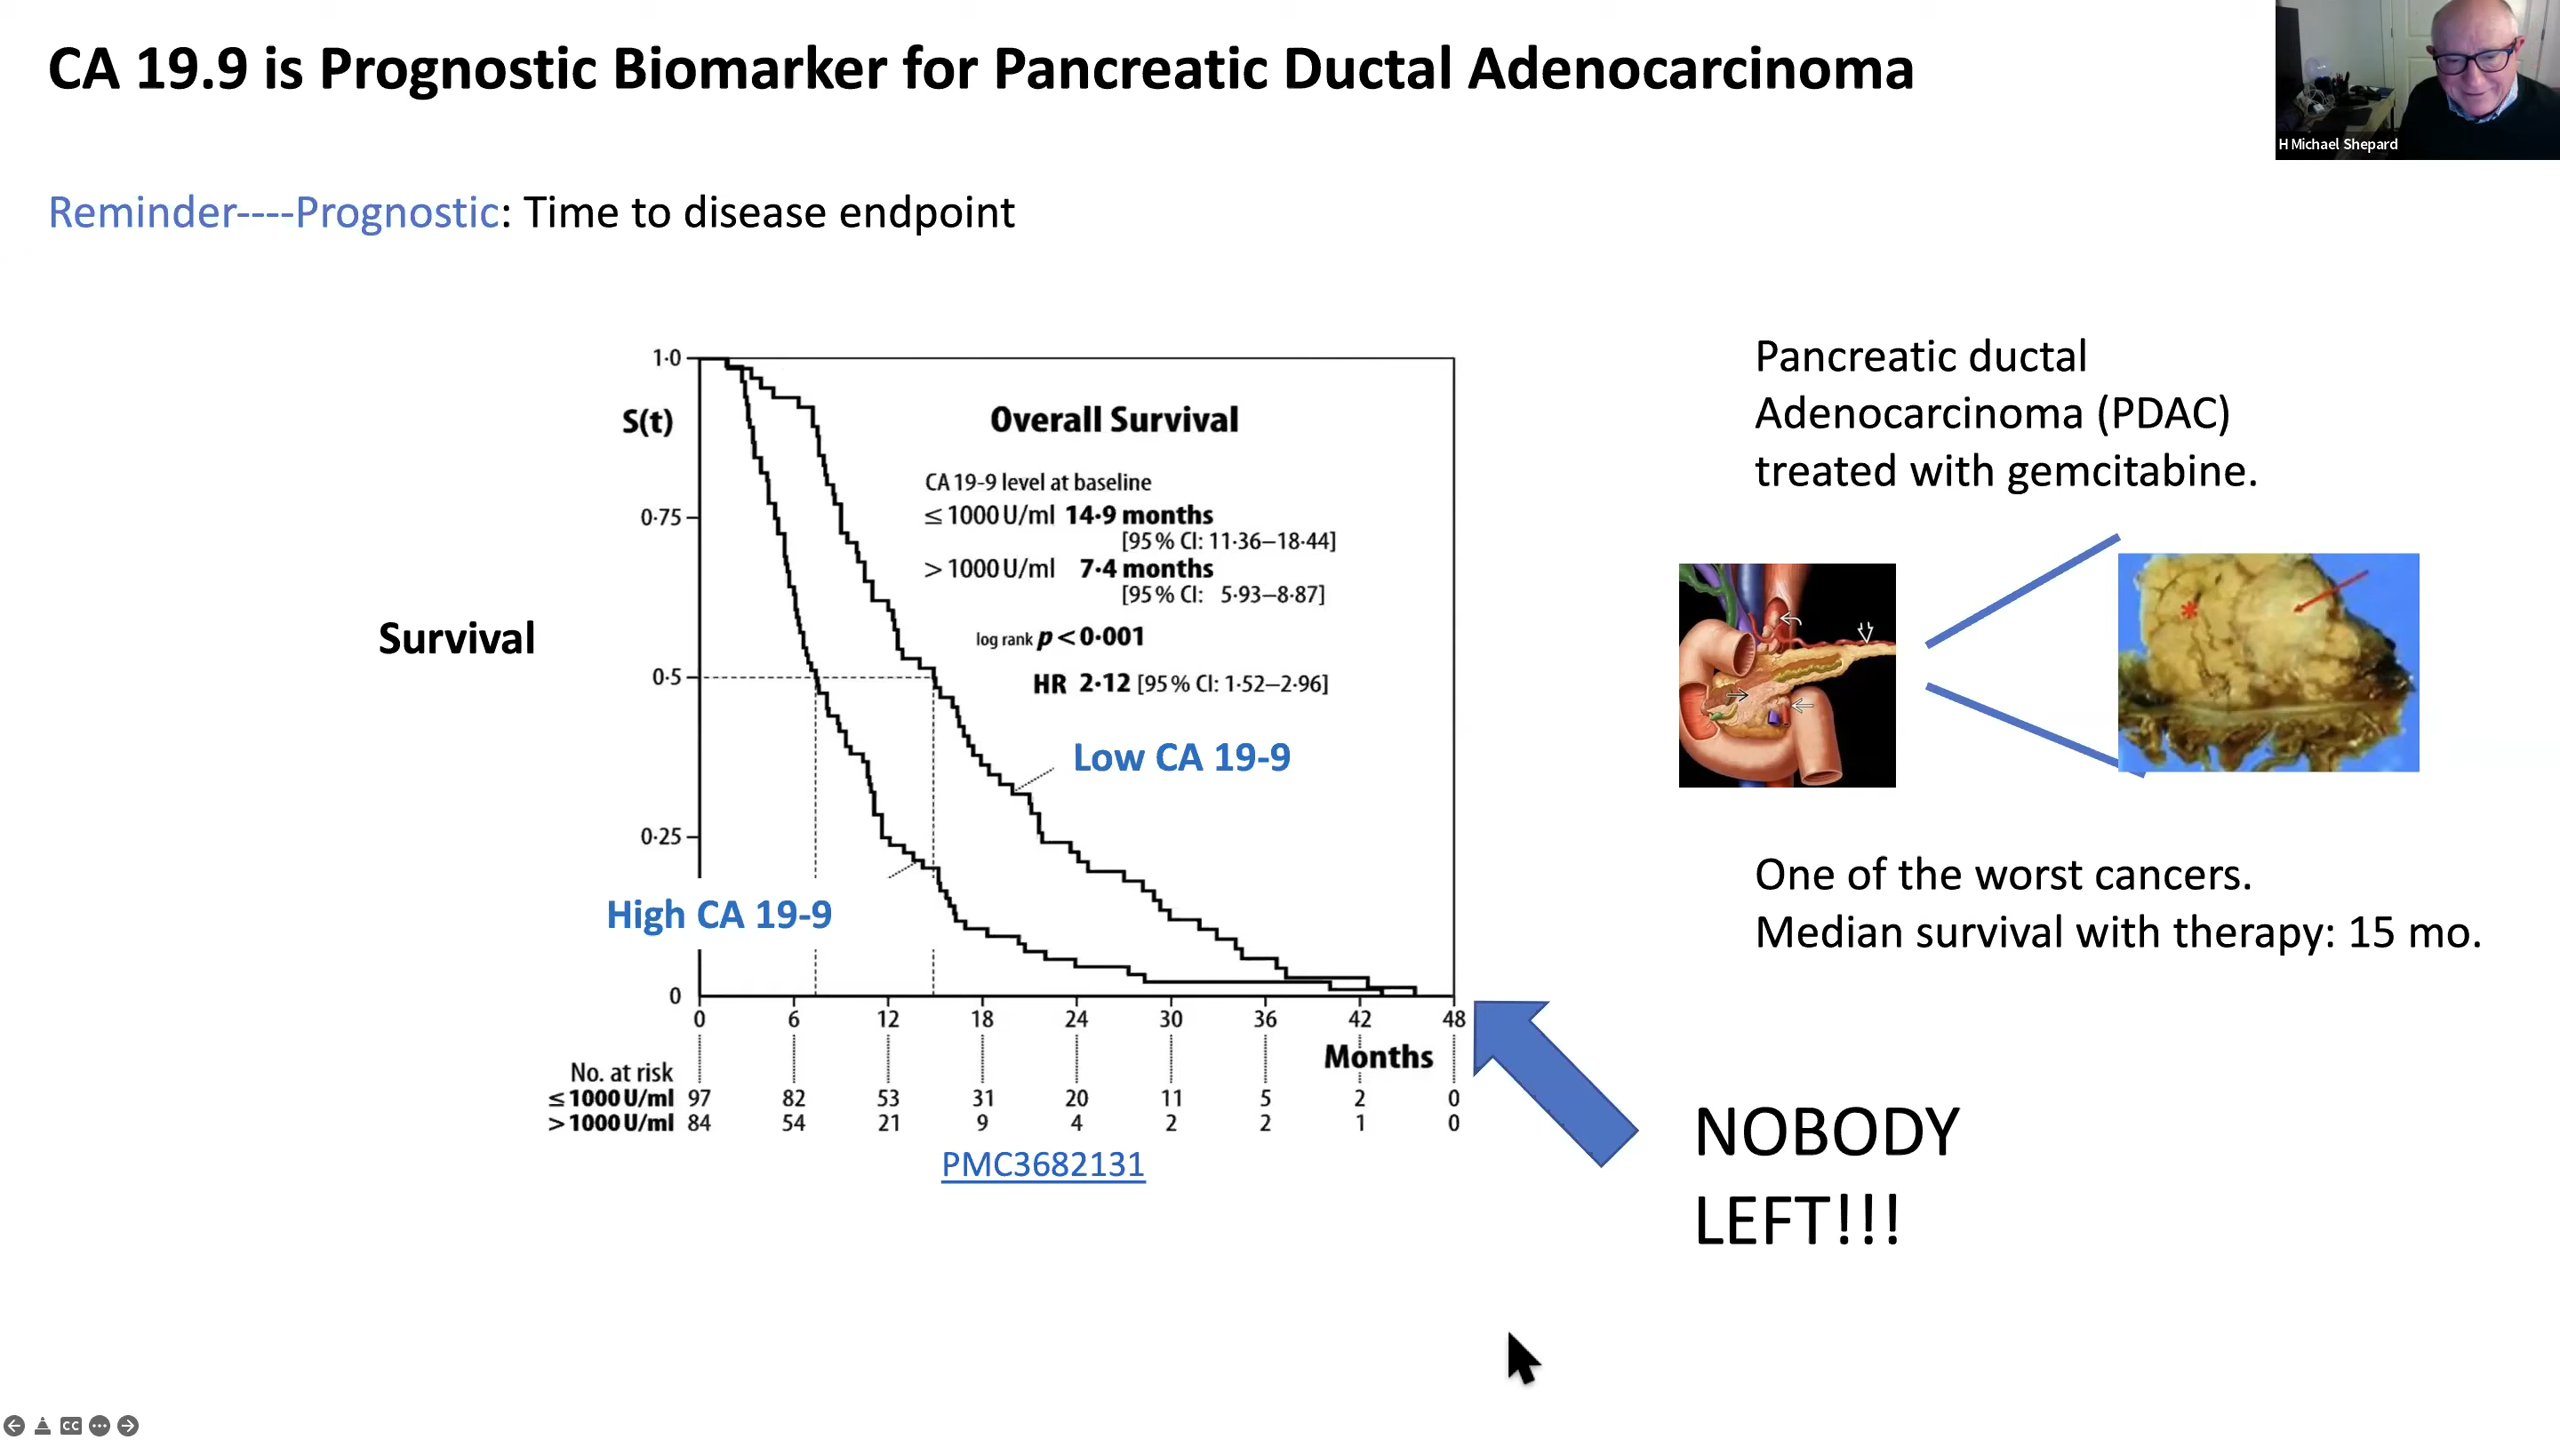 CA 19.9 is Prognostic Biomarker for Pancreatic Ductal Adenocarcinoma
H Michael Shepard
Reminder----Prognostic: Time to disease endpoint
Survival
S(t)
1·0
0·75
0·5
0·25
0
Overall Survival
CA 19-9 level at baseline
≤ 1000 U/ml 14·9 months
[95 % CI: 11·36–18·44]
> 1000 U/ml 7·4 months
[95 % CI: 5·93–8·87]
log rank p < 0·001
HR 2·12 [95 % CI: 1·52–2·96]
Low CA 19-9
High CA 19-9
0 6 12 18 24 30 36 42 48
Months
No. at risk
≤ 1000 U/ml 97 82 53 31 20 11 5 2 0
> 1000 U/ml 84 54 21 9 4 2 2 1 0
PMC3682131
Pancreatic ductal
Adenocarcinoma (PDAC)
treated with gemcitabine.
*
One of the worst cancers.
Median survival with therapy: 15 mo.
NOBODY
LEFT!!!
CC